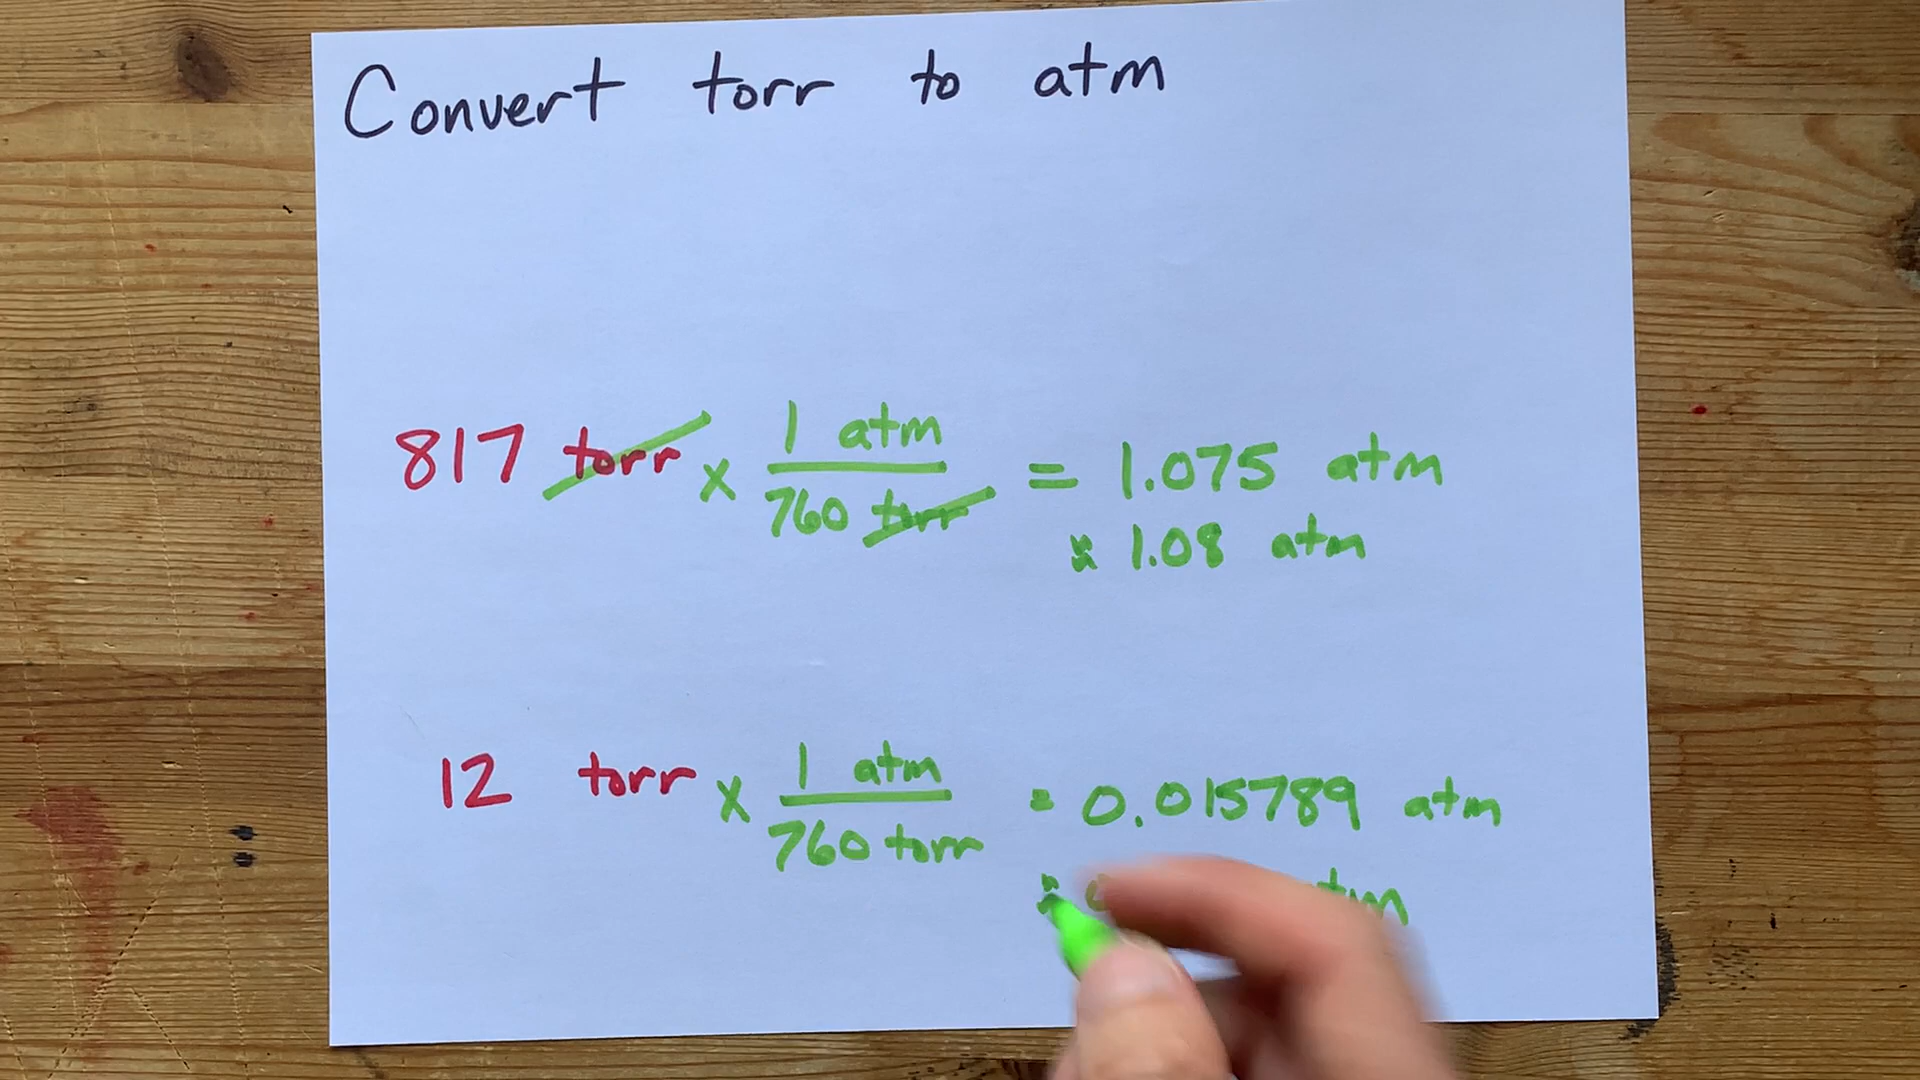 Convert torr to atm
817 torr x 1 atm / 760 torr = 1.075 atm
≈ 1.08 atm
12 torr x 1 atm / 760 torr = 0.015789 atm
≈ atm